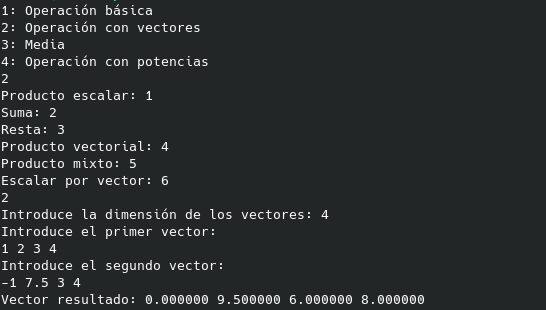 1: Operación básica
2: Operación con vectores
3: Media
4: Operación con potencias
2
Producto escalar: 1
Suma: 2
Resta: 3
Producto vectorial: 4
Producto mixto: 5
Escalar por vector: 6
2
Introduce la dimensión de los vectores: 4
Introduce el primer vector:
1 2 3 4
Introduce el segundo vector:
-1 7.5 3 4
Vector resultado: 0.000000 9.500000 6.000000 8.000000